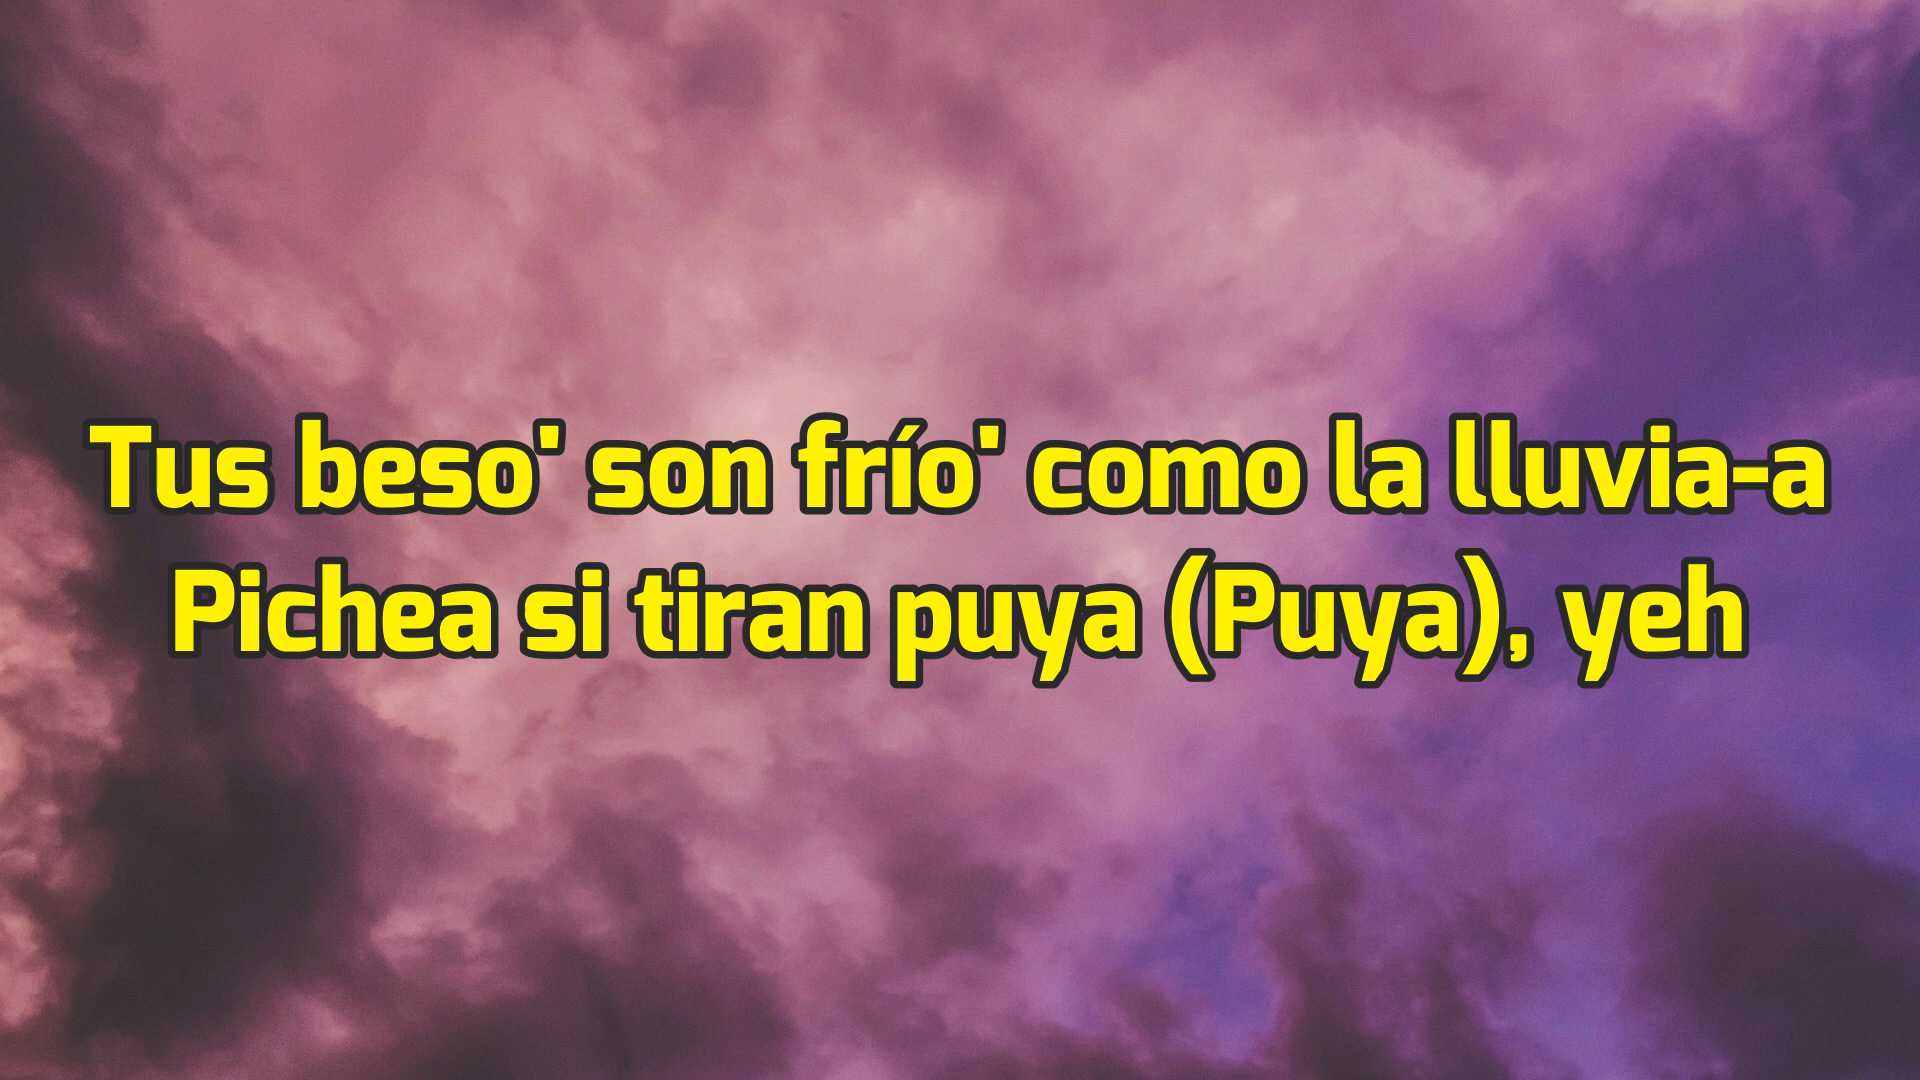 Tus beso' son frío' como la lluvia-a
Pichea si tiran puya (Puya), yeh